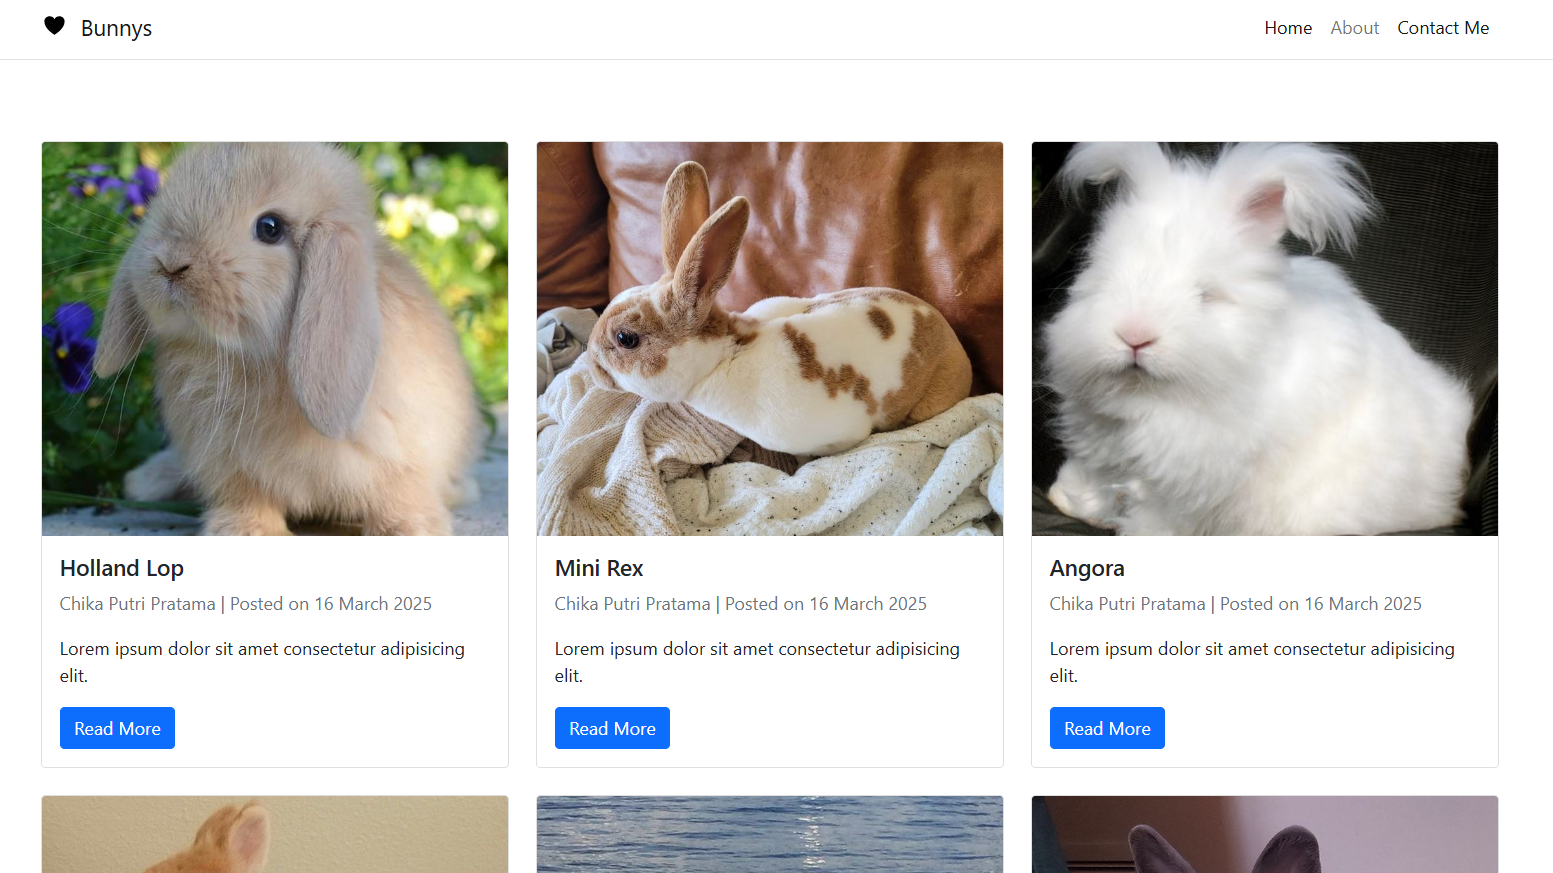 Bunnys
Home About Contact Me
Holland Lop
Chika Putri Pratama | Posted on 16 March 2025
Lorem ipsum dolor sit amet consectetur adipisicing
elit.
Read More
Mini Rex
Chika Putri Pratama | Posted on 16 March 2025
Lorem ipsum dolor sit amet consectetur adipisicing
elit.
Read More
Angora
Chika Putri Pratama | Posted on 16 March 2025
Lorem ipsum dolor sit amet consectetur adipisicing
elit.
Read More